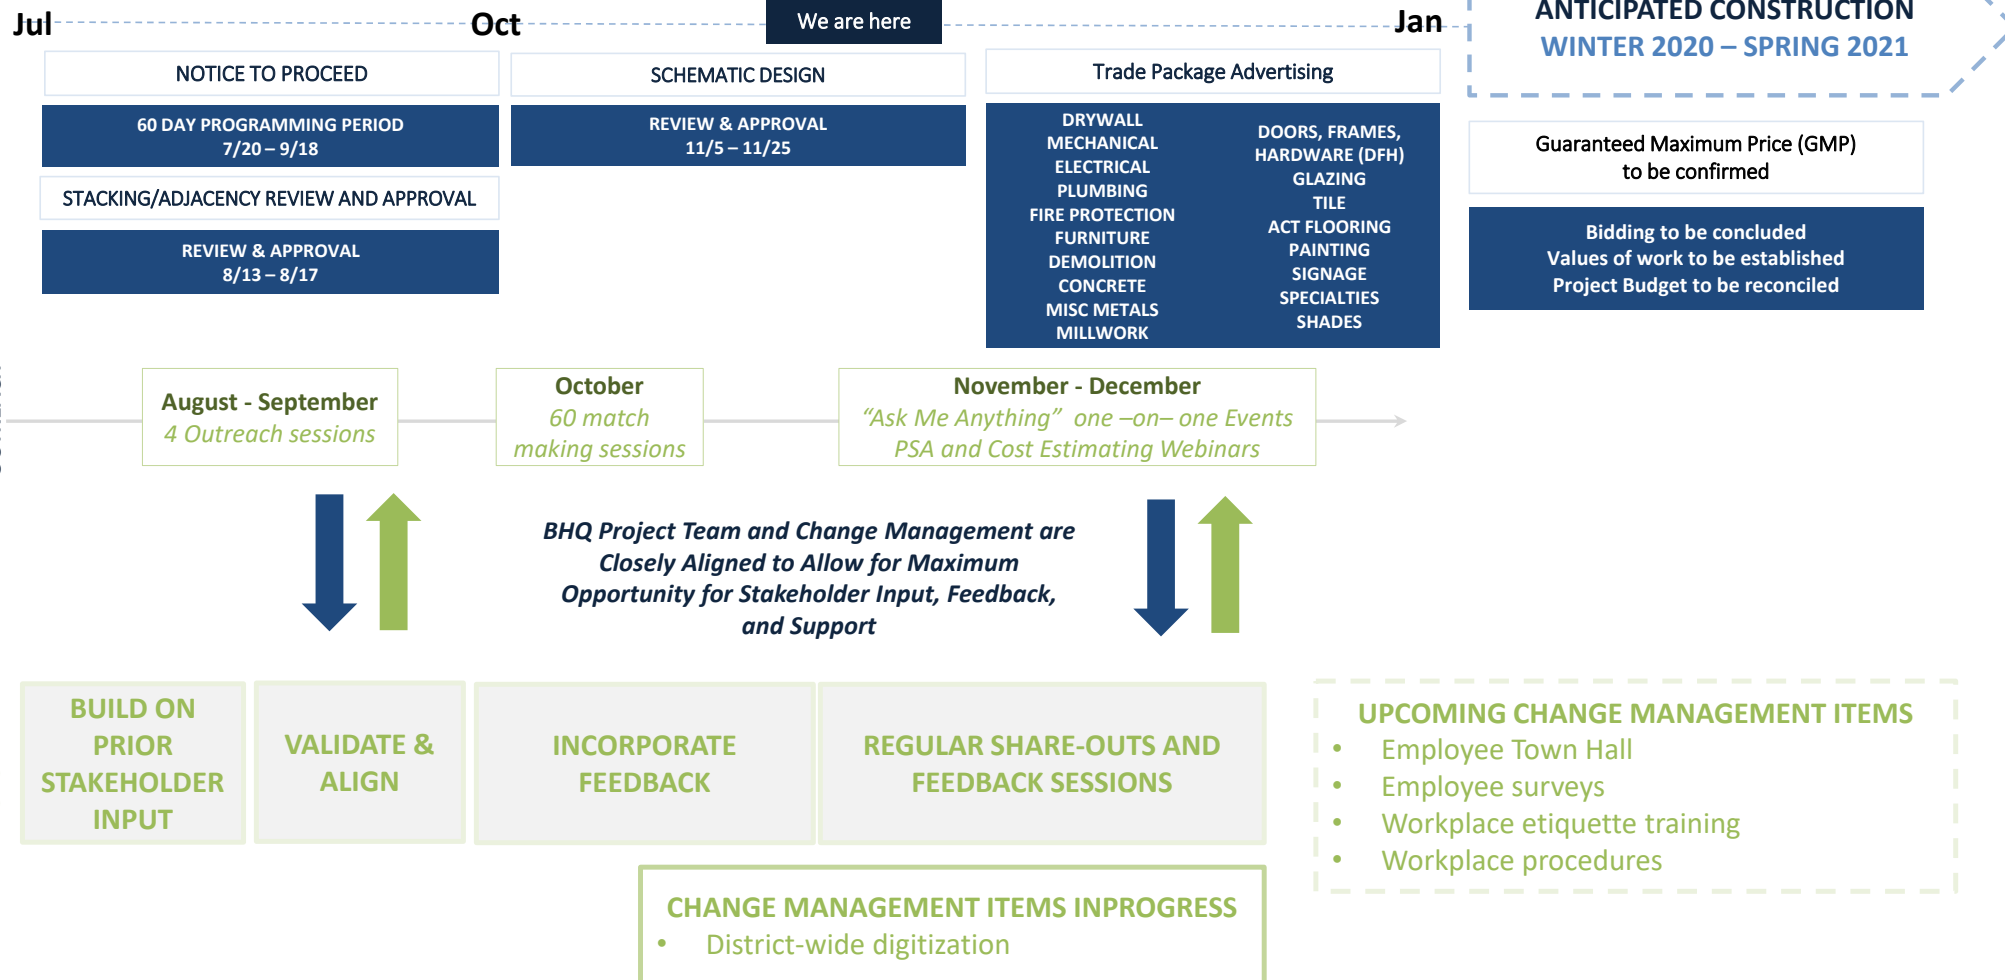 Jul
Oct
We are here
Jan
ANTICIPATED CONSTRUCTION
WINTER 2020 – SPRING 2021
NOTICE TO PROCEED
60 DAY PROGRAMMING PERIOD
7/20 – 9/18
STACKING/ADJACENCY REVIEW AND APPROVAL
REVIEW & APPROVAL
8/13 – 8/17
SCHEMATIC DESIGN
REVIEW & APPROVAL
11/5 – 11/25
Trade Package Advertising
DRYWALL
MECHANICAL
ELECTRICAL
PLUMBING
FIRE PROTECTION
FURNITURE
DEMOLITION
CONCRETE
MISC METALS
MILLWORK
DOORS, FRAMES,
HARDWARE (DFH)
GLAZING
TILE
ACT FLOORING
PAINTING
SIGNAGE
SPECIALTIES
SHADES
Guaranteed Maximum Price (GMP)
to be confirmed
Bidding to be concluded
Values of work to be established
Project Budget to be reconciled
August - September
4 Outreach sessions
October
60 match
making sessions
November - December
“Ask Me Anything” one –on– one Events
PSA and Cost Estimating Webinars
BHQ Project Team and Change Management are
Closely Aligned to Allow for Maximum
Opportunity for Stakeholder Input, Feedback,
and Support
BUILD ON
PRIOR
STAKEHOLDER
INPUT
VALIDATE &
ALIGN
INCORPORATE
FEEDBACK
REGULAR SHARE-OUTS AND
FEEDBACK SESSIONS
UPCOMING CHANGE MANAGEMENT ITEMS
• Employee Town Hall
• Employee surveys
• Workplace etiquette training
• Workplace procedures
CHANGE MANAGEMENT ITEMS INPROGRESS
• District-wide digitization